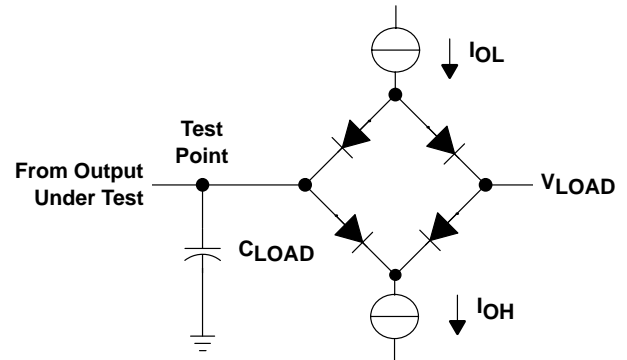 IOL
Test
Point
From Output
Under Test
VLOAD
CLOAD
IOH